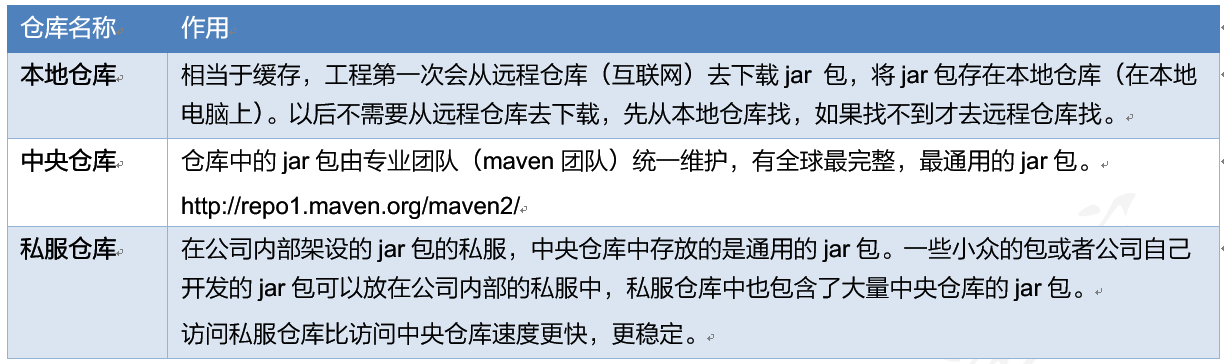 仓库名称 作用
本地仓库 相当于缓存，工程第一次会从远程仓库（互联网）去下载 jar 包，将 jar 包存在本地仓库（在本地
电脑上）。以后不需要从远程仓库去下载，先从本地仓库找，如果找不到才去远程仓库找。
中央仓库 仓库中的 jar 包由专业团队（maven 团队）统一维护，有全球最完整，最通用的 jar 包。
http://repo1.maven.org/maven2/
私服仓库 在公司内部架设的 jar 包的私服，中央仓库中存放的是通用的 jar 包。一些小众的包或者公司自己
开发的 jar 包可以放在公司内部的私服中，私服仓库中也包含了大量中央仓库的 jar 包。
访问私服仓库比访问中央仓库速度更快，更稳定。